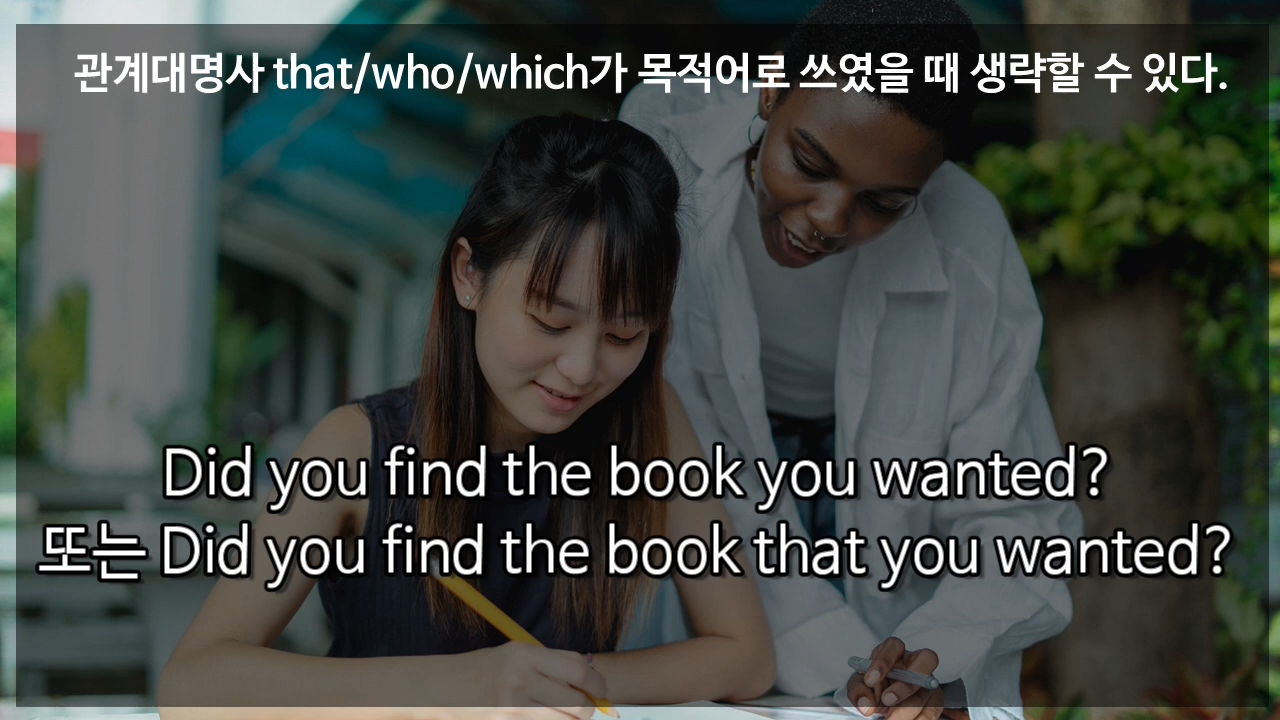 관계대명사 that/who/which가 목적어로 쓰였을 때 생략할 수 있다.
Did you find the book you wanted?
또는 Did you find the book that you wanted?